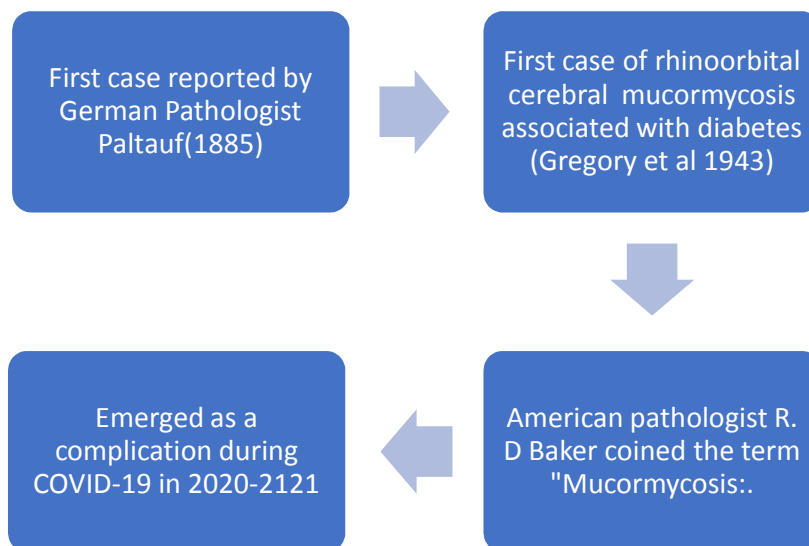 First case reported by
German Pathologist
Paltauf(1885)
First case of rhinoorbital
cerebral mucormycosis
associated with diabetes
(Gregory et al 1943)
American pathologist R.
D Baker coined the term
"Mucormycosis:.
Emerged as a
complication during
COVID-19 in 2020-2121